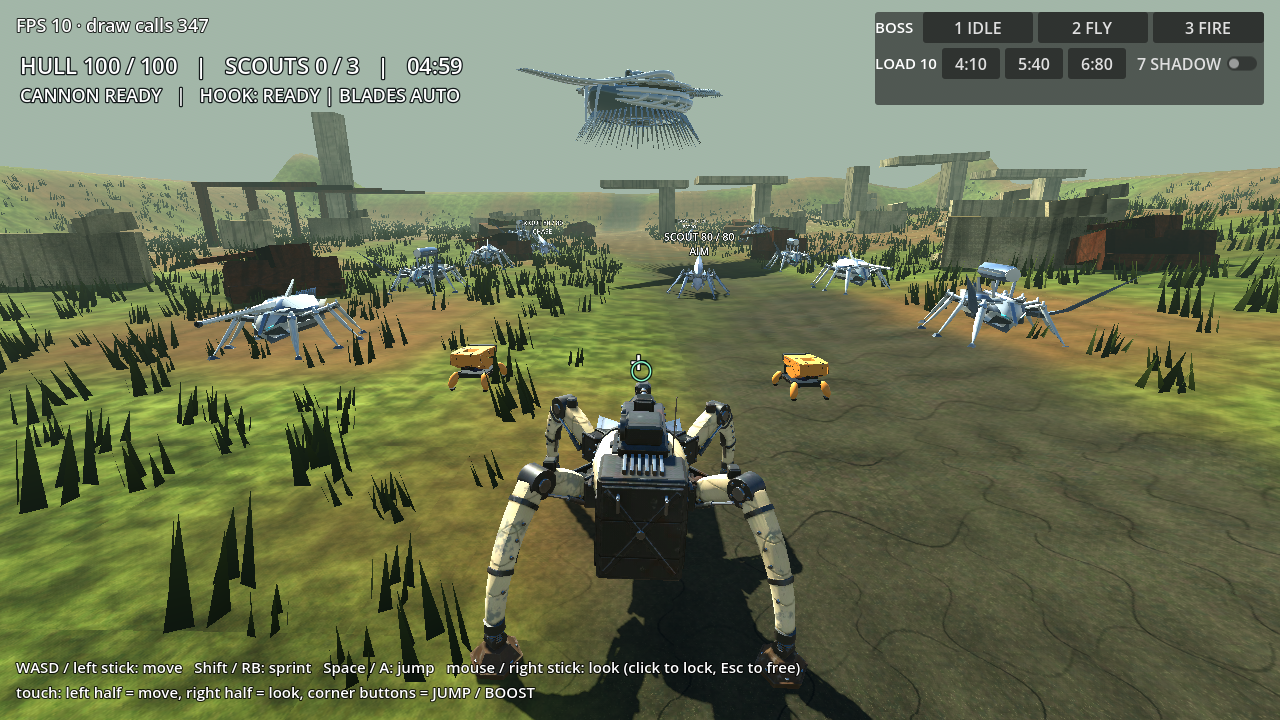 FPS 10 · draw calls 347
HULL 100 / 100 | SCOUTS 0 / 3 | 04:59
CANNON READY | HOOK: READY | BLADES AUTO
BOSS 1 IDLE 2 FLY 3 FIRE
LOAD 10 4:10 5:40 6:80 7 SHADOW
SCOUT 80 / 80
AIM
WASD / left stick: move Shift / RB: sprint Space / A: jump mouse / right stick: look (click to lock, Esc to free)
touch: left half = move, right half = look, corner buttons = JUMP / BOOST